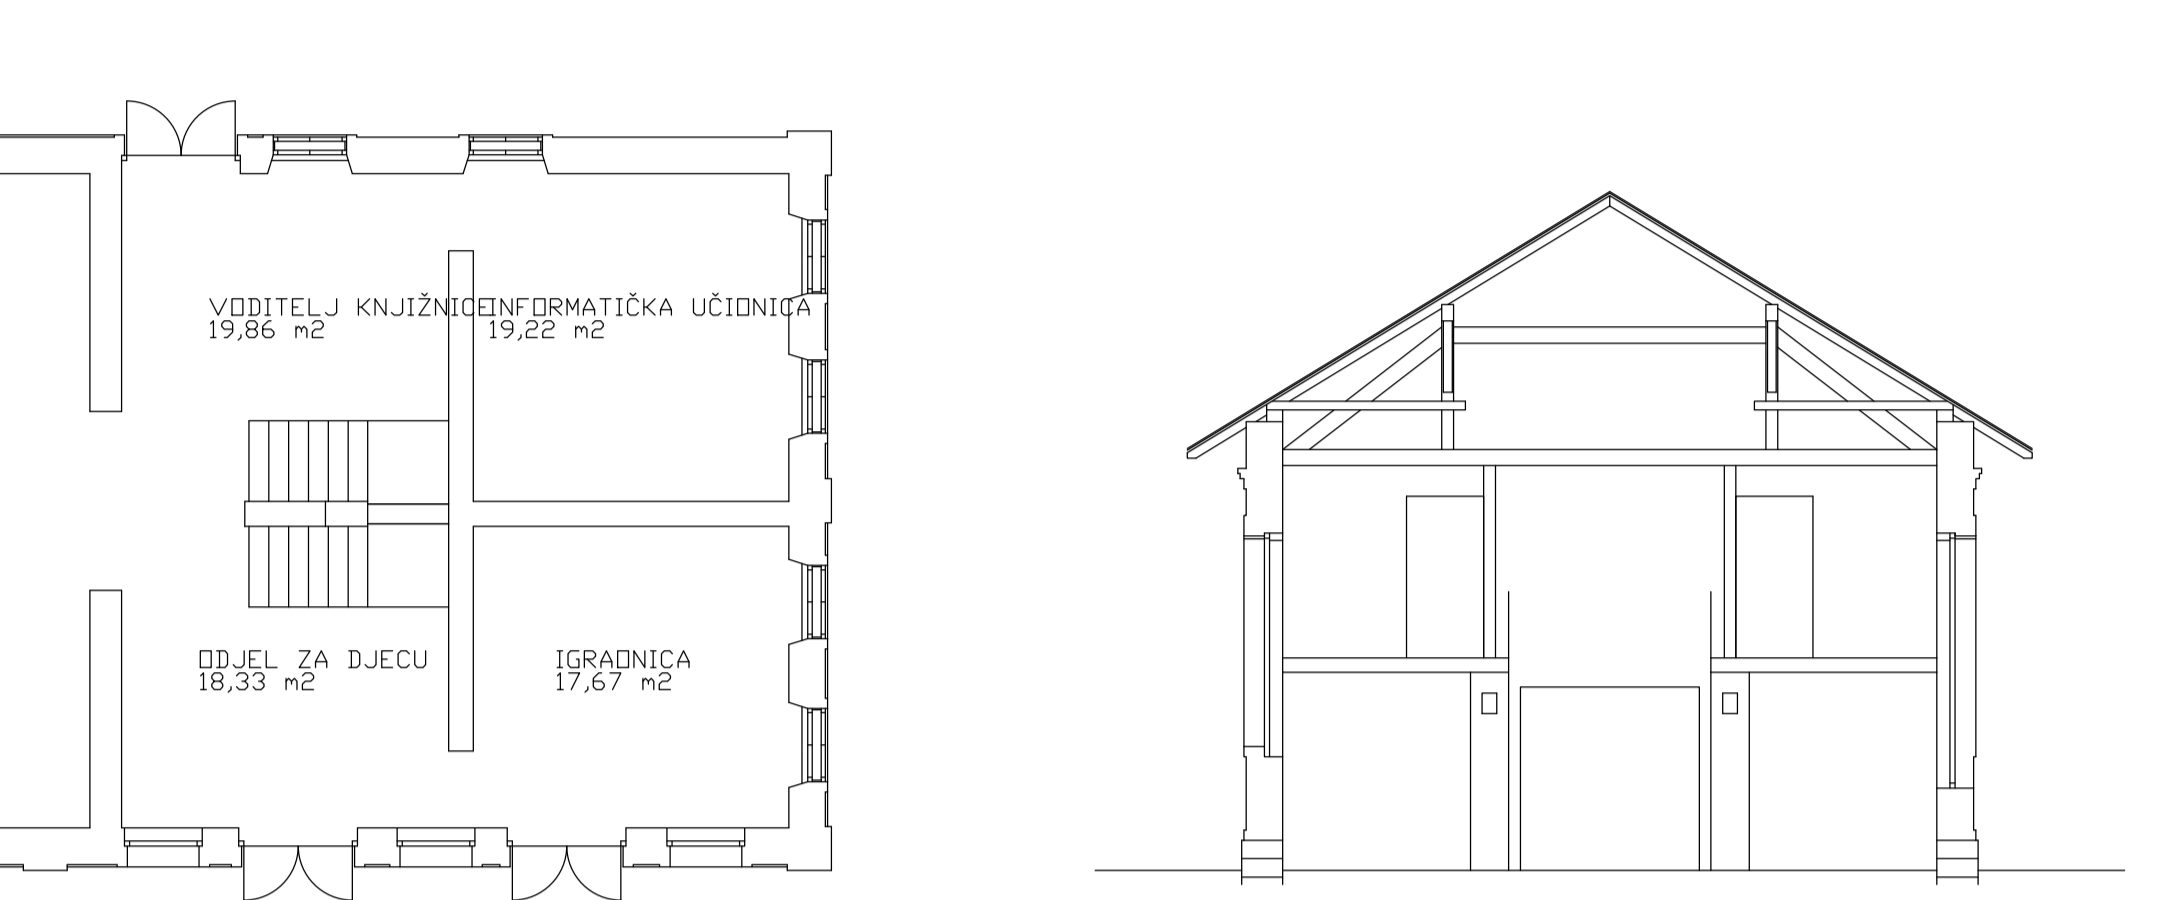 VODITELJ KNJIŽNICE
19,86 m2
INFORMATIČKA UČIONICA
19,22 m2
ODJEL ZA DJECU
18,33 m2
IGRAONICA
17,67 m2